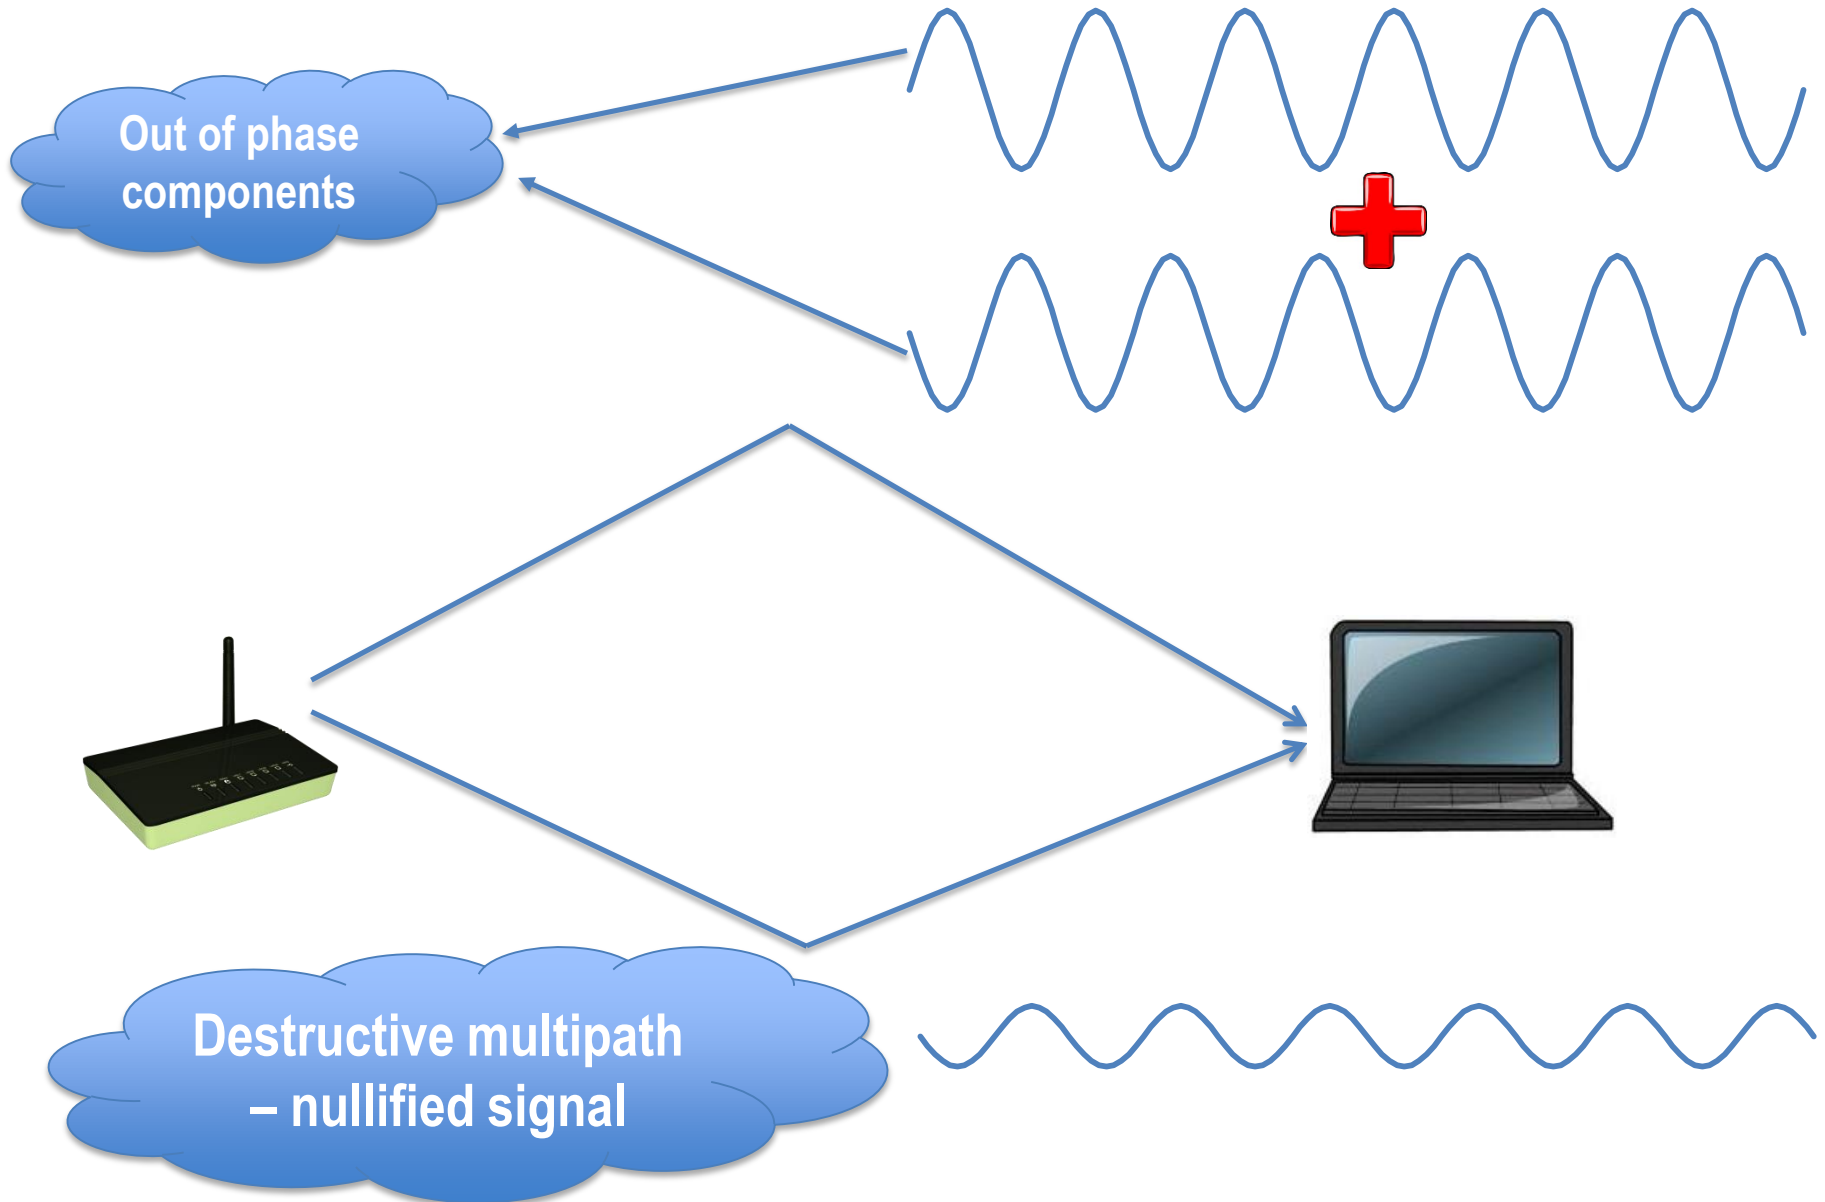 Out of phase
components
Destructive multipath
– nullified signal